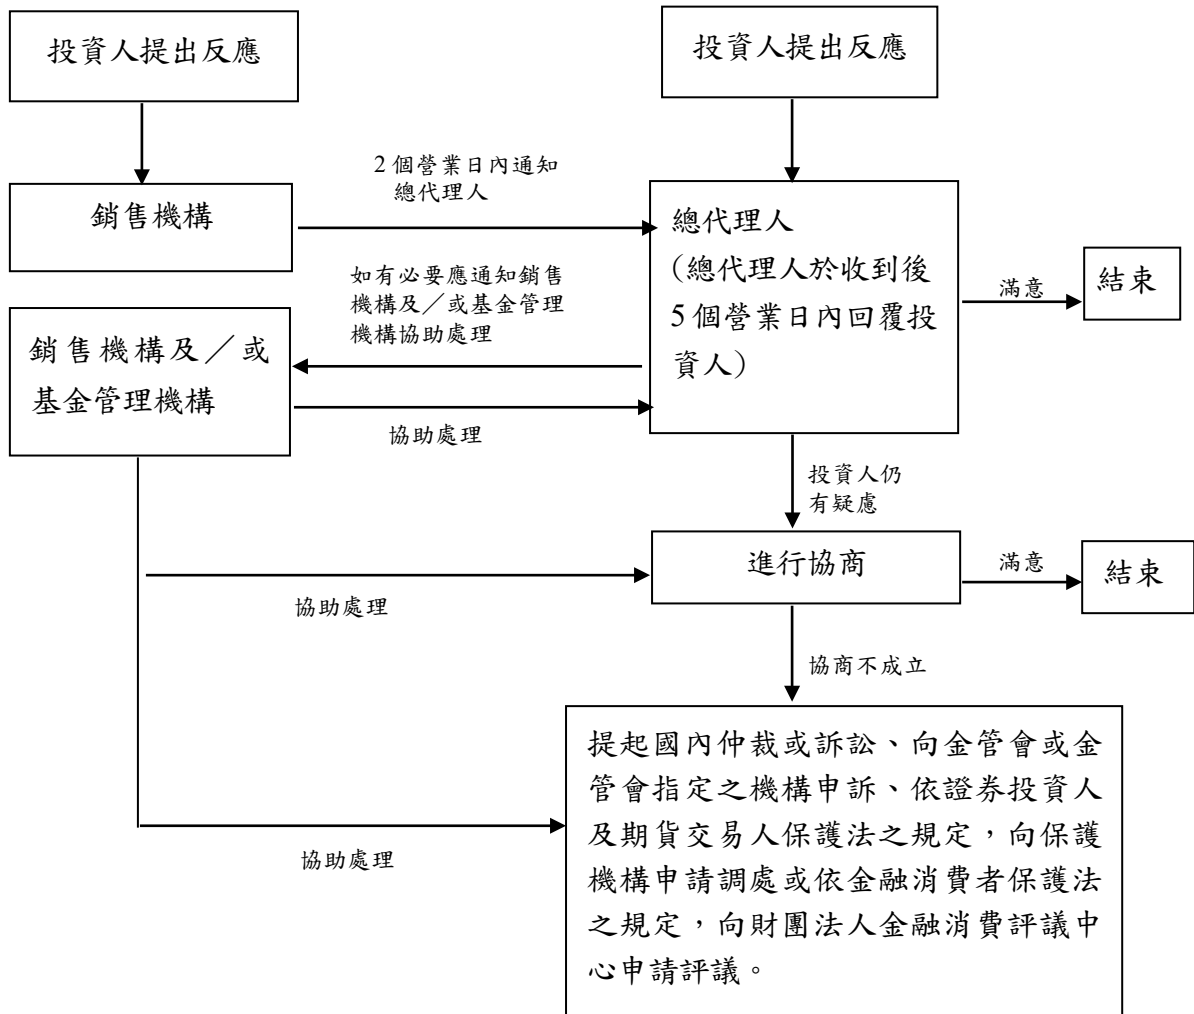 投資人提出反應
投資人提出反應
2 個營業日內通知
總代理人
銷售機構
總代理人
(總代理人於收到後
5 個營業日內回覆投
資人)
滿意
結束
如有必要應通知銷售
機構及／或基金管理
機構協助處理
銷售機構及／或
基金管理機構
協助處理
投資人仍
有疑慮
進行協商
滿意
結束
協助處理
協商不成立
提起國內仲裁或訴訟、向金管會或金
管會指定之機構申訴、依證券投資人
及期貨交易人保護法之規定，向保護
機構申請調處或依金融消費者保護法
之規定，向財團法人金融消費評議中
心申請評議。
協助處理